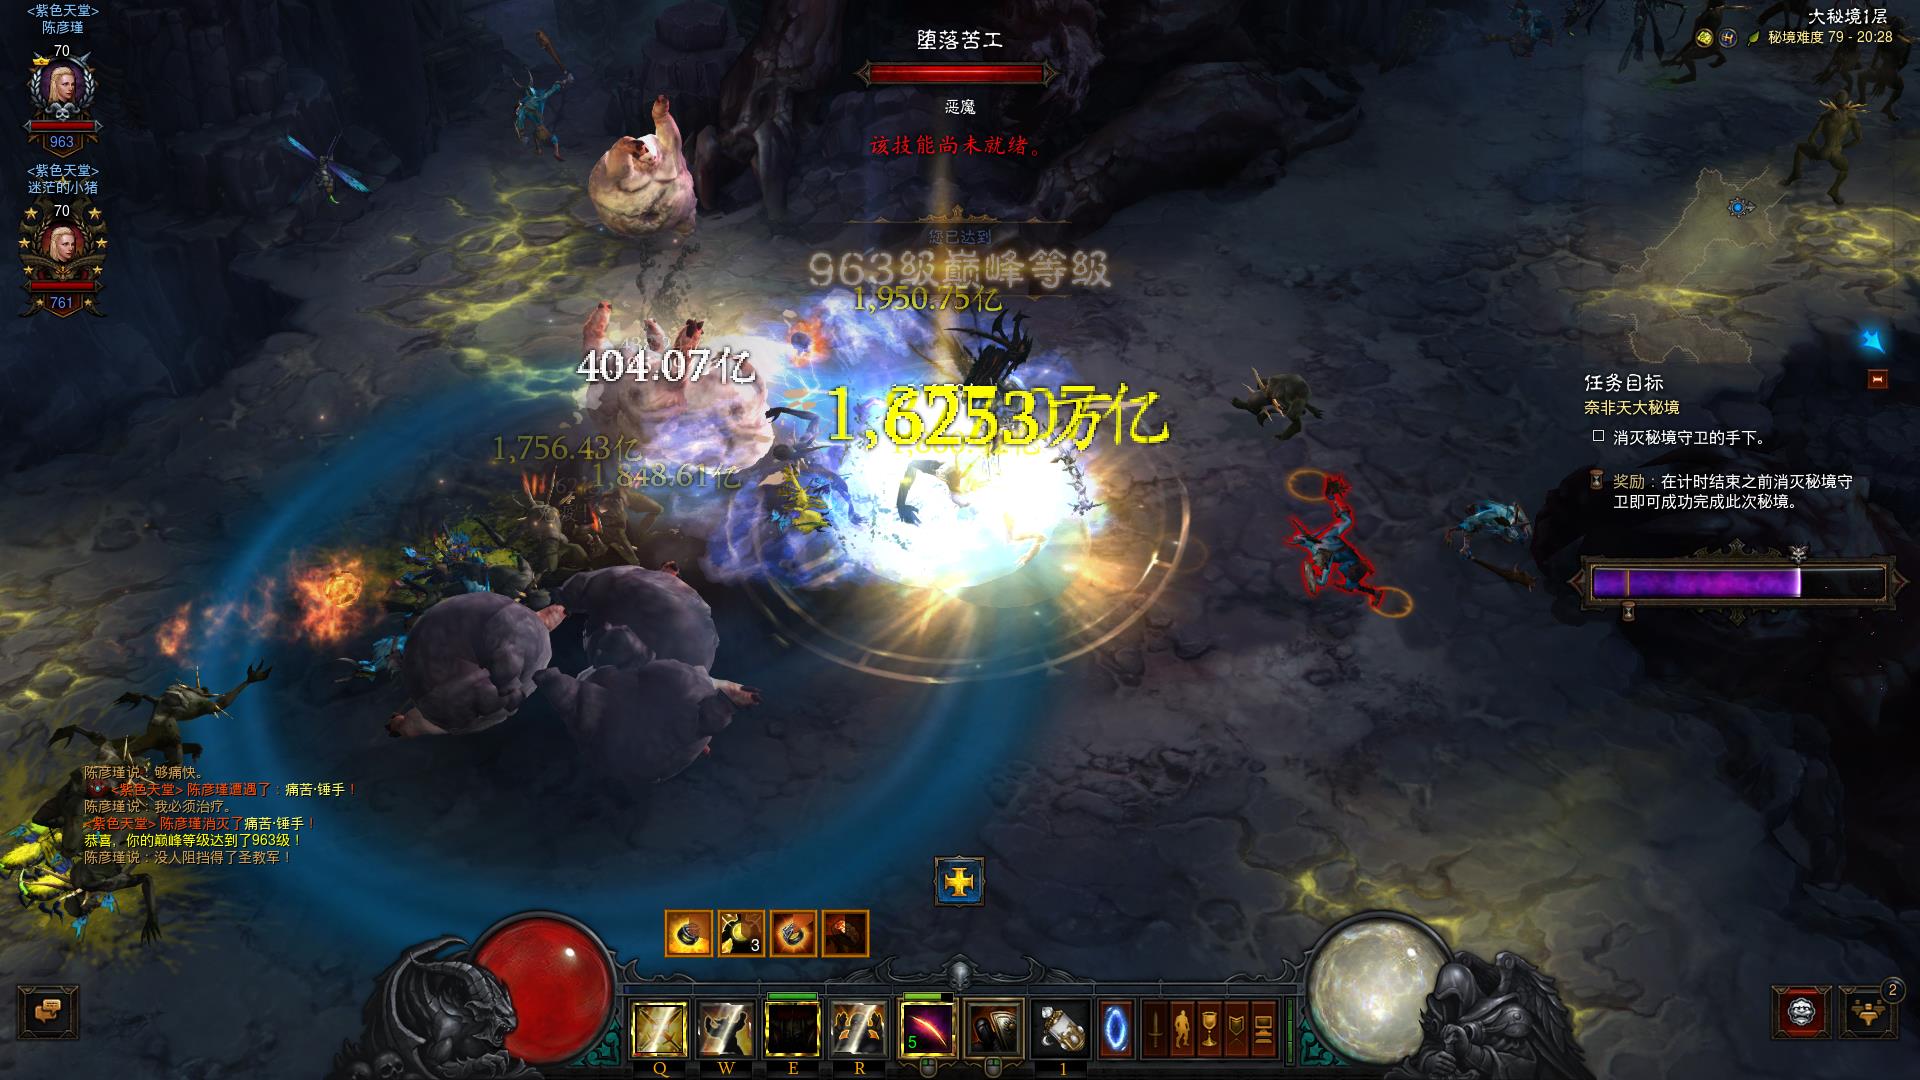 <紫色天堂>
陈彦瑾
70
963
<紫色天堂>
迷茫的小猪
70
761
堕落苦工
恶魔
该技能尚未就绪。
您已达到
963级巅峰等级
1,950.75亿
404.07亿
1,756.43亿
1,848.61亿
大秘境1层
秘境难度 79 - 20:28
任务目标
奈非天大秘境
消灭秘境守卫的手下。
奖励：在计时结束之前消灭秘境守
卫即可成功完成此次秘境。
陈彦瑾说：够痛快。
<紫色天堂> 陈彦瑾遭遇了：痛苦·锤手！
陈彦瑾说：我必须治疗。
<紫色天堂> 陈彦瑾消灭了痛苦·锤手！
恭喜，你的巅峰等级达到了963级！
陈彦瑾说：没人阻挡得了圣教军！
3
5
Q W E R 1
2